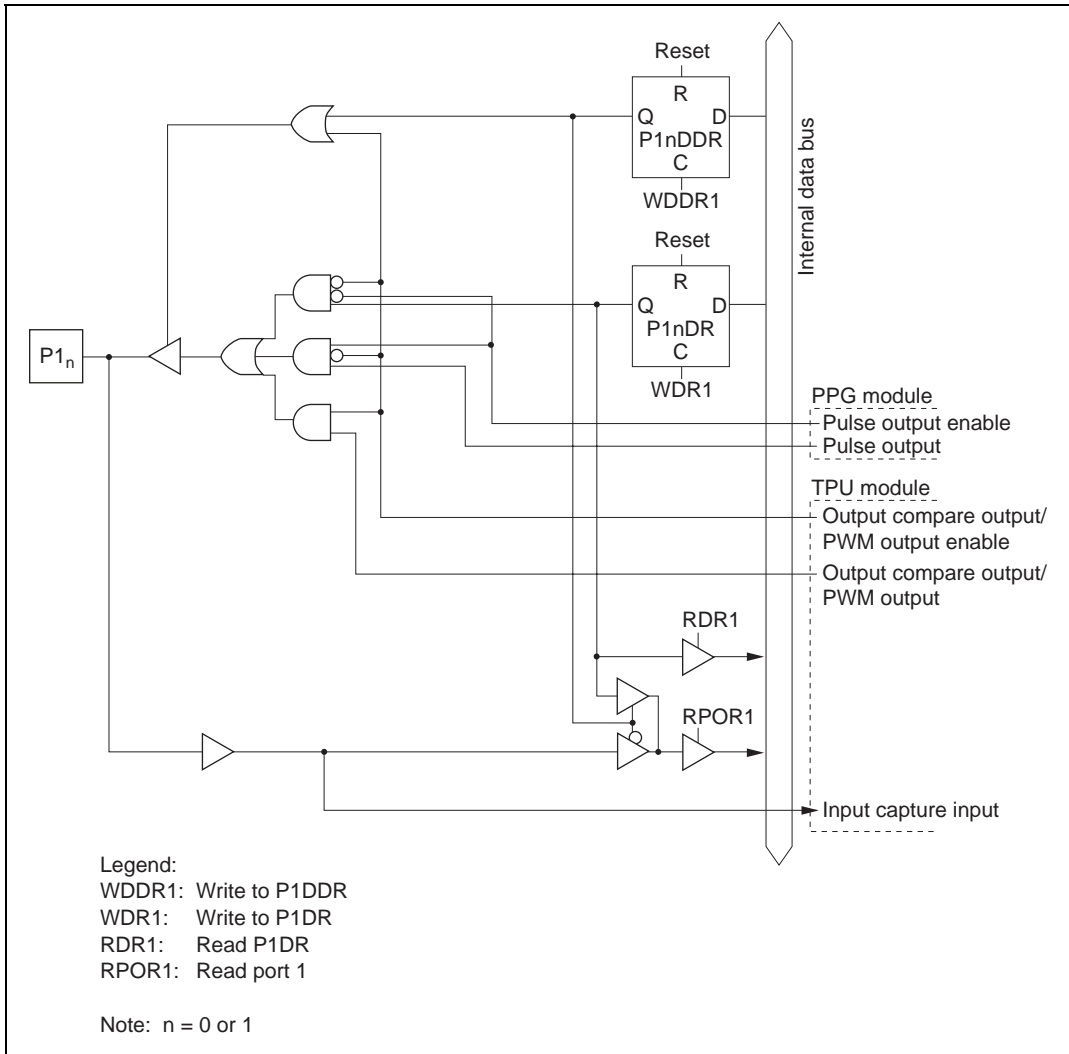 Reset
R
Q D
P1nDDR
C
WDDR1
Internal data bus
Reset
R
Q D
P1nDR
C
WDR1
P1n
PPG module
Pulse output enable
Pulse output
TPU module
Output compare output/
PWM output enable
Output compare output/
PWM output
RDR1
RPOR1
Input capture input
Legend:
WDDR1: Write to P1DDR
WDR1: Write to P1DR
RDR1: Read P1DR
RPOR1: Read port 1
Note: n = 0 or 1